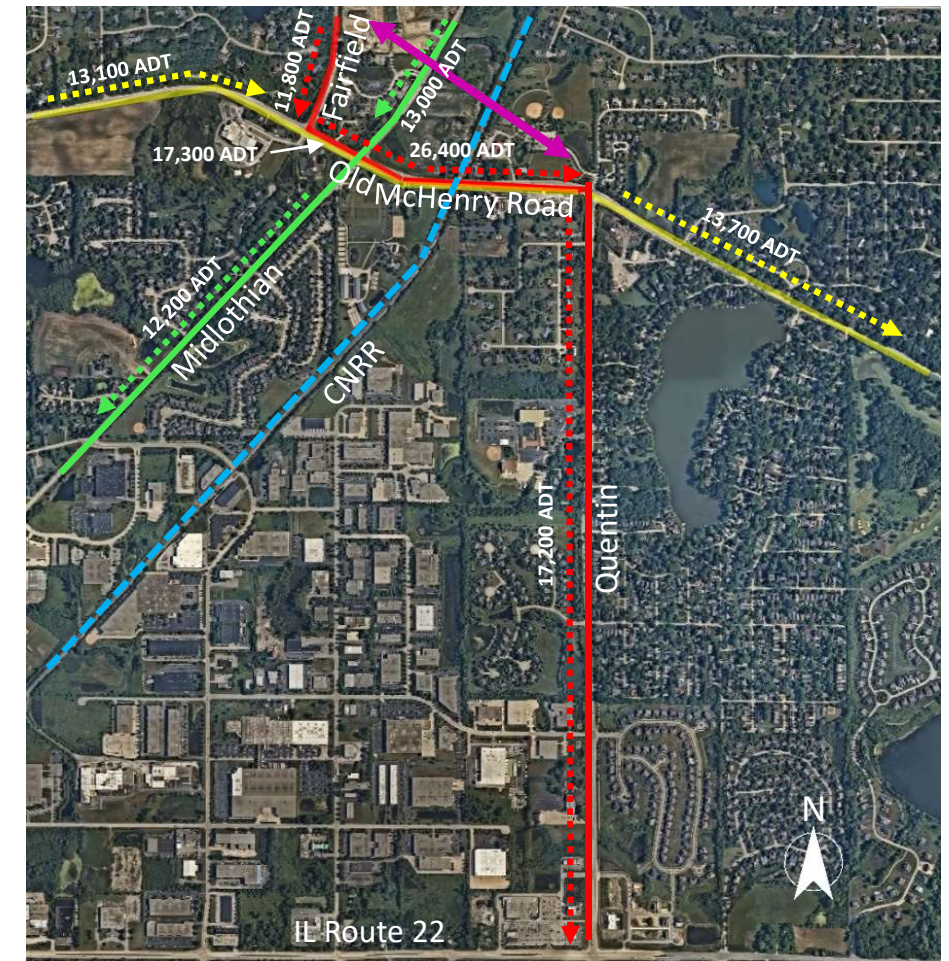 13,100 ADT
11,800 ADT
Fairfield
13,000 ADT
17,300 ADT
26,400 ADT
Old McHenry Road
13,700 ADT
12,200 ADT
Midlothian
CNRR
17,200 ADT
Quentin
N
IL Route 22